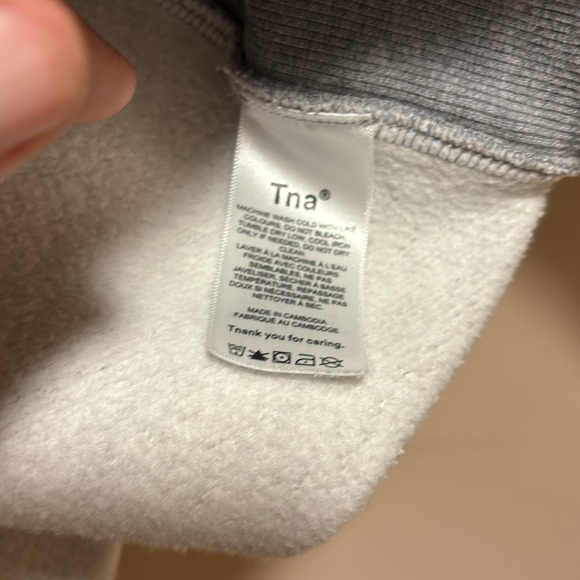 Tna®
MACHINE WASH COLD WITH LIKE
COLOURS, DO NOT BLEACH,
TUMBLE DRY LOW, COOL IRON
ONLY IF NEEDED, DO NOT DRY
CLEAN.
LAVER À LA MACHINE À L'EAU
FROIDE AVEC COULEURS
SEMBLABLES, NE PAS
JAVELISER, SÉCHER À BASSE
TEMPÉRATURE, REPASSAGE
DOUX SI NÉCESSAIRE, NE PAS
NETTOYER À SEC.
MADE IN CAMBODIA
FABRIQUÉ AU CAMBODGE
Tnank you for caring.